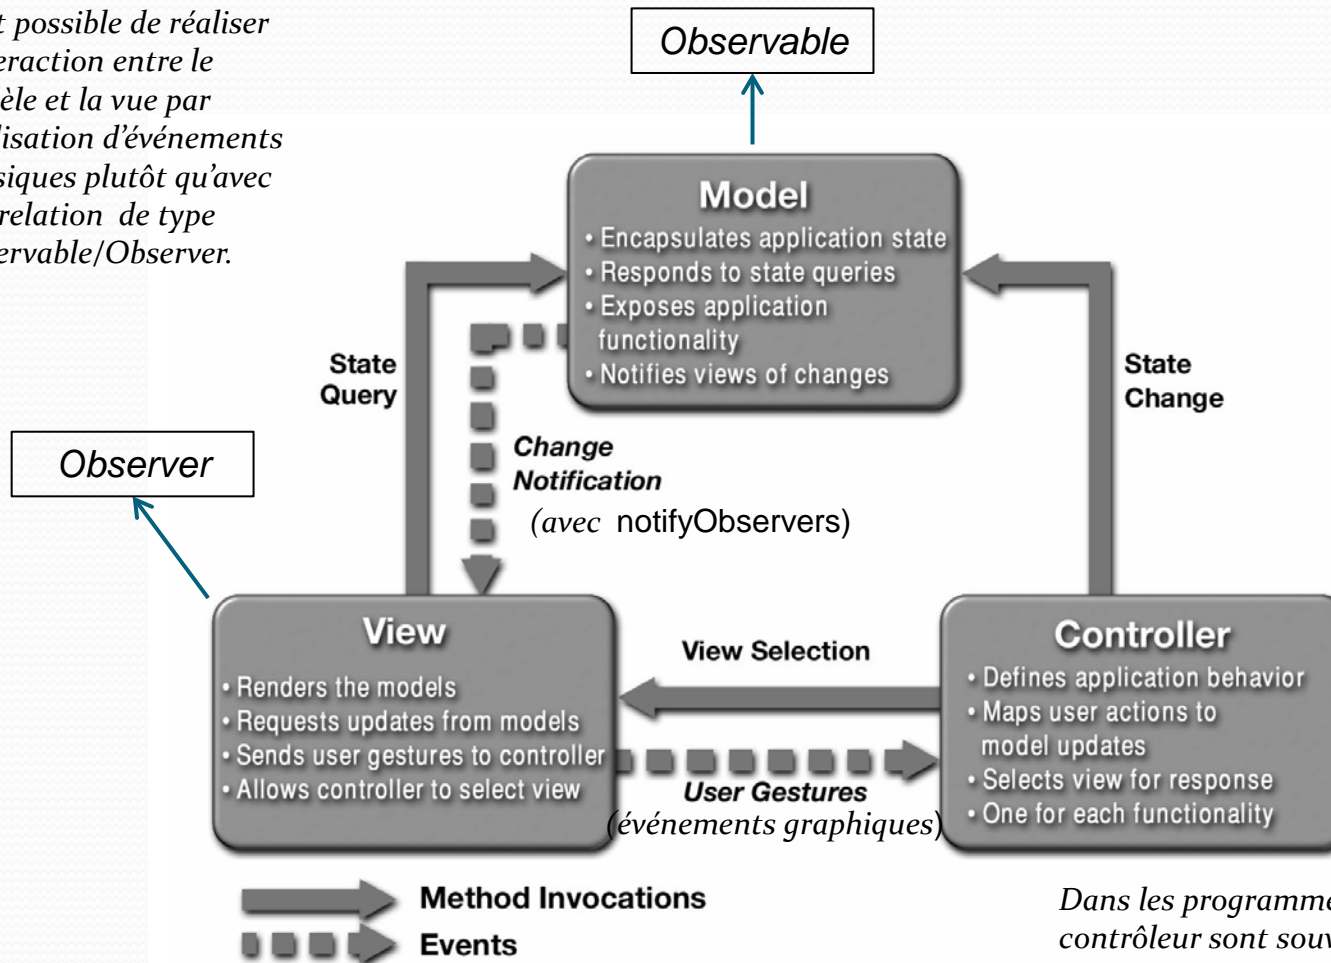 t possible de réaliser
eraction entre le
èle et la vue par
lisation d'événements
siques plutôt qu'avec
relation de type
ervable/Observer.
Observable
Model
• Encapsulates application state
• Responds to state queries
• Exposes application
functionality
• Notifies views of changes
State
Query
State
Change
Observer
Change
Notification
(avec notifyObservers)
View
• Renders the models
• Requests updates from models
• Sends user gestures to controller
• Allows controller to select view
View Selection
User Gestures
(événements graphiques)
Controller
• Defines application behavior
• Maps user actions to
model updates
• Selects view for response
• One for each functionality
Method Invocations
Events
Dans les programme
contrôleur sont souv